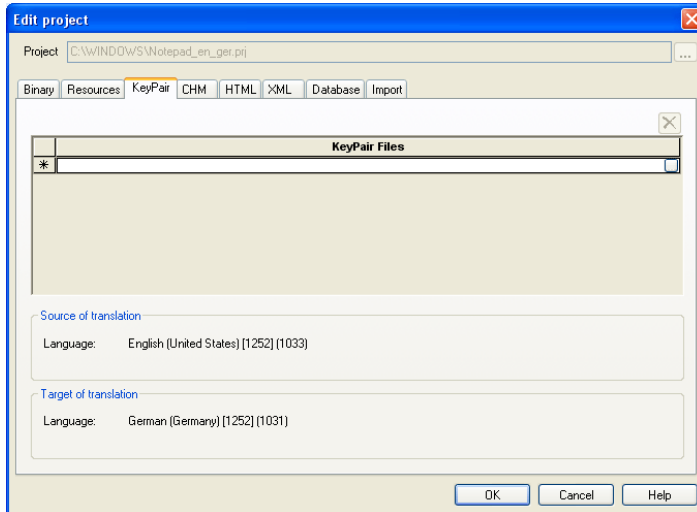 Edit project
Project C:\WINDOWS\Notepad_en_ger.prj ...
Binary Resources KeyPair CHM HTML XML Database Import
KeyPair Files
*
Source of translation
Language: English (United States) [1252] (1033)
Target of translation
Language: German (Germany) [1252] (1031)
OK Cancel Help